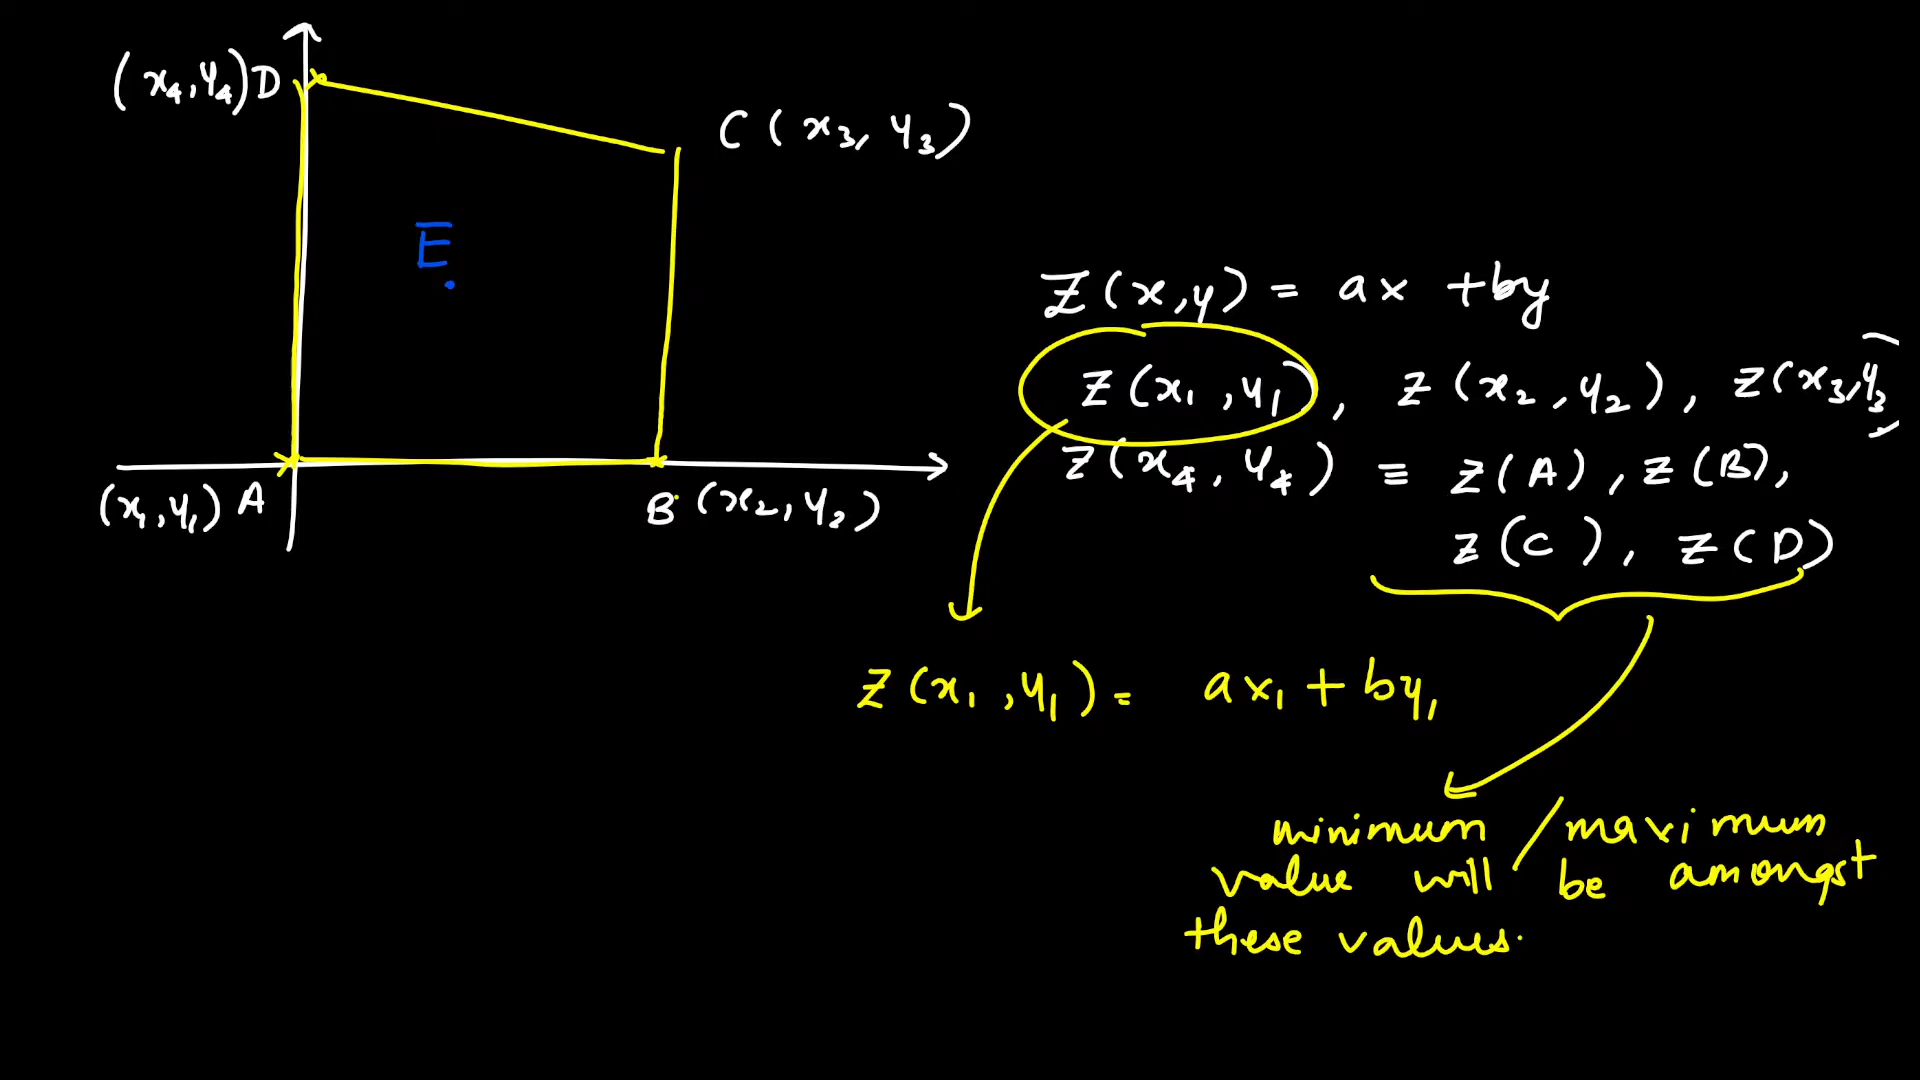 (x₄, y₄) D
C (x₃, y₃)
E
(x₁, y₁) A
B (x₂, y₂)
Z(x,y) = ax + by
Z(x₁, y₁), Z(x₂, y₂), Z(x₃, y₃)
Z(x₄, y₄) ≡ Z(A), Z(B),
Z(C), Z(D)
Z(x₁, y₁) = ax₁ + by₁
minimum / maximum
value will be amongst
these values.